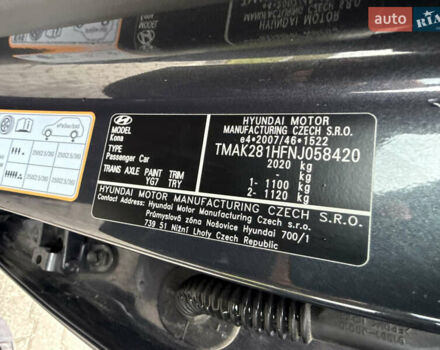 auto RIA
HYUNDAI MOTOR
MANUFACTURING CZECH S.R.O.
e4*2007/46*1522
TMAK281HFNJ058420
2020 kg
- kg
1- 1100 kg
2- 1120 kg
MODEL
Kona
TYPE
Passenger Car
TRANS AXLE PAINT TRIM
YG7 TRY
HYUNDAI MOTOR MANUFACTURING CZECH S.R.O.
Contact Address: Hyundai Motor Manufacturing Czech s.r.o.
Průmyslová zóna Nošovice Hyundai 700/1
739 51 Nižní Lhoty Czech Republic